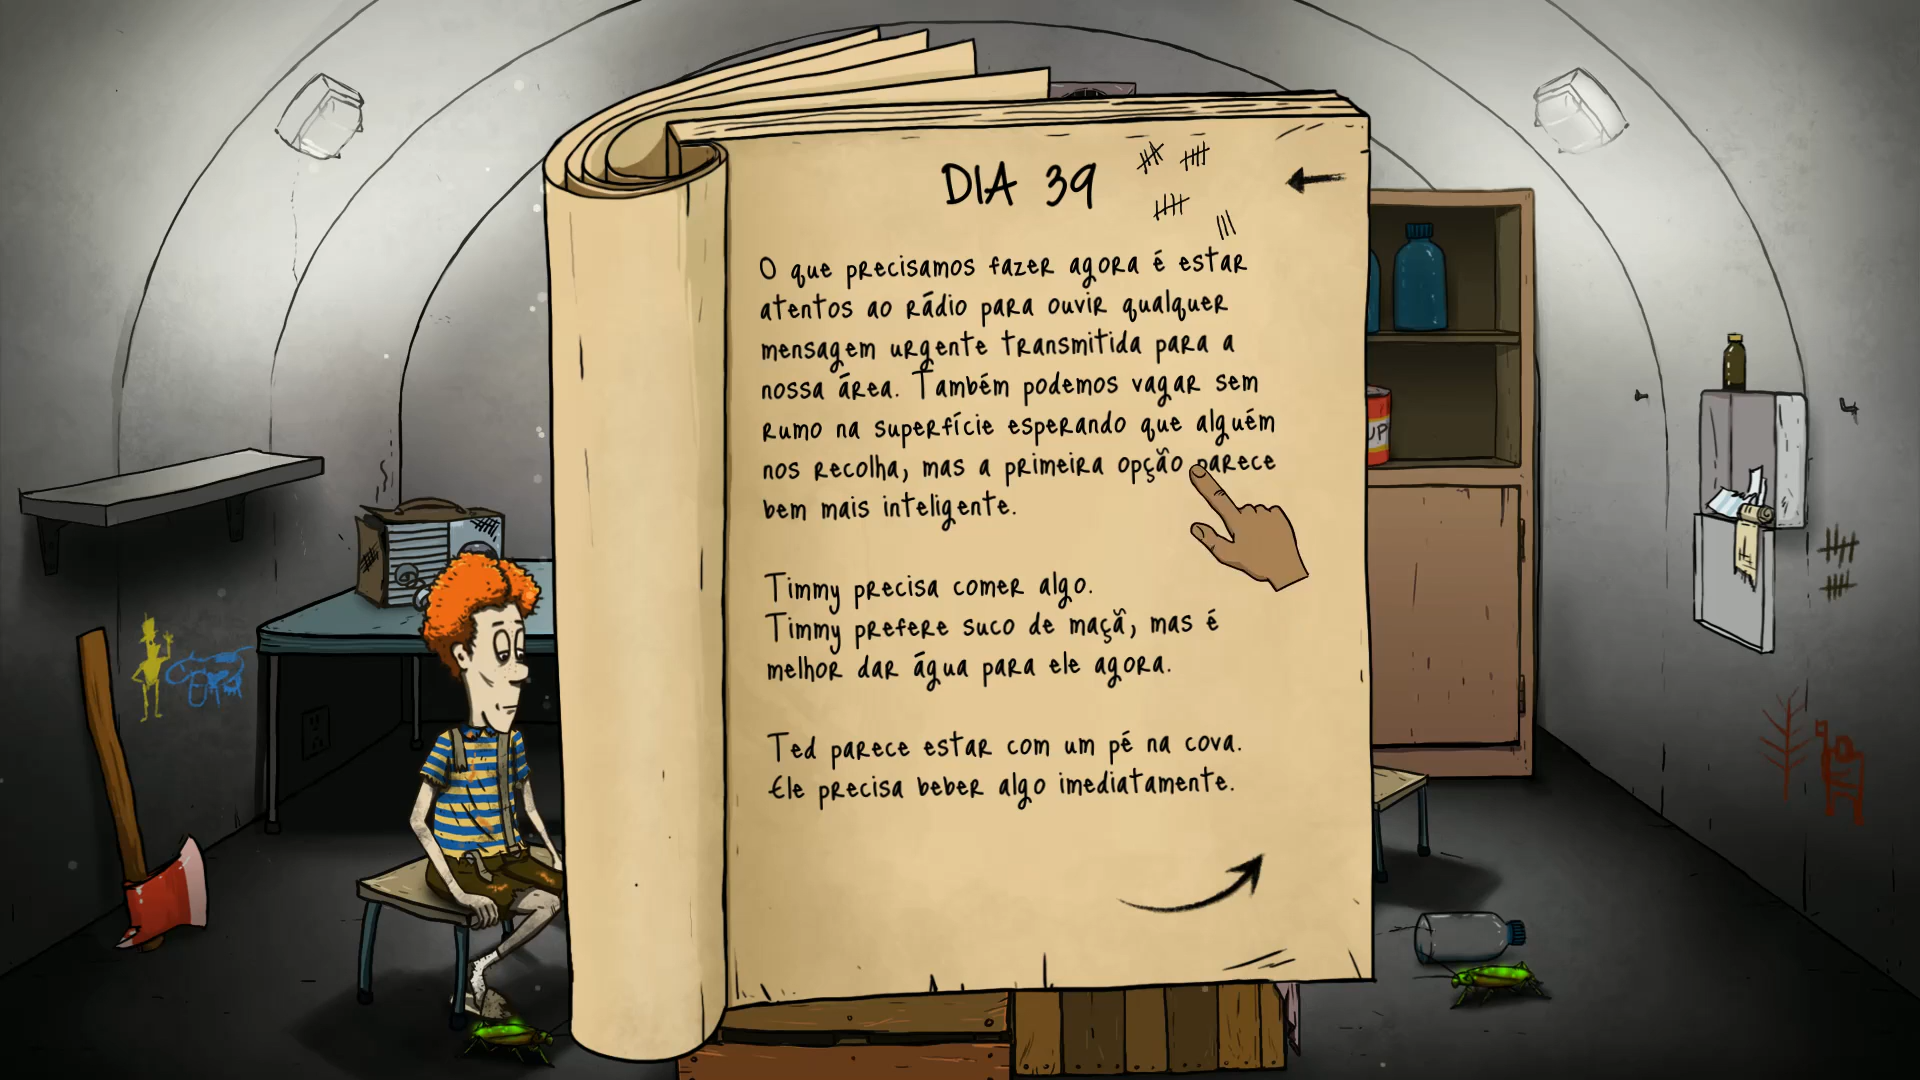 DIA 39
O que precisamos fazer agora é estar
atentos ao rádio para ouvir qualquer
mensagem urgente transmitida para a
nossa área. Também podemos vagar sem
rumo na superfície esperando que alguém
nos recolha, mas a primeira opção parece
bem mais inteligente.
Timmy precisa comer algo.
Timmy prefere suco de maçã, mas é
melhor dar água para ele agora.
Ted parece estar com um pé na cova.
Ele precisa beber algo imediatamente.